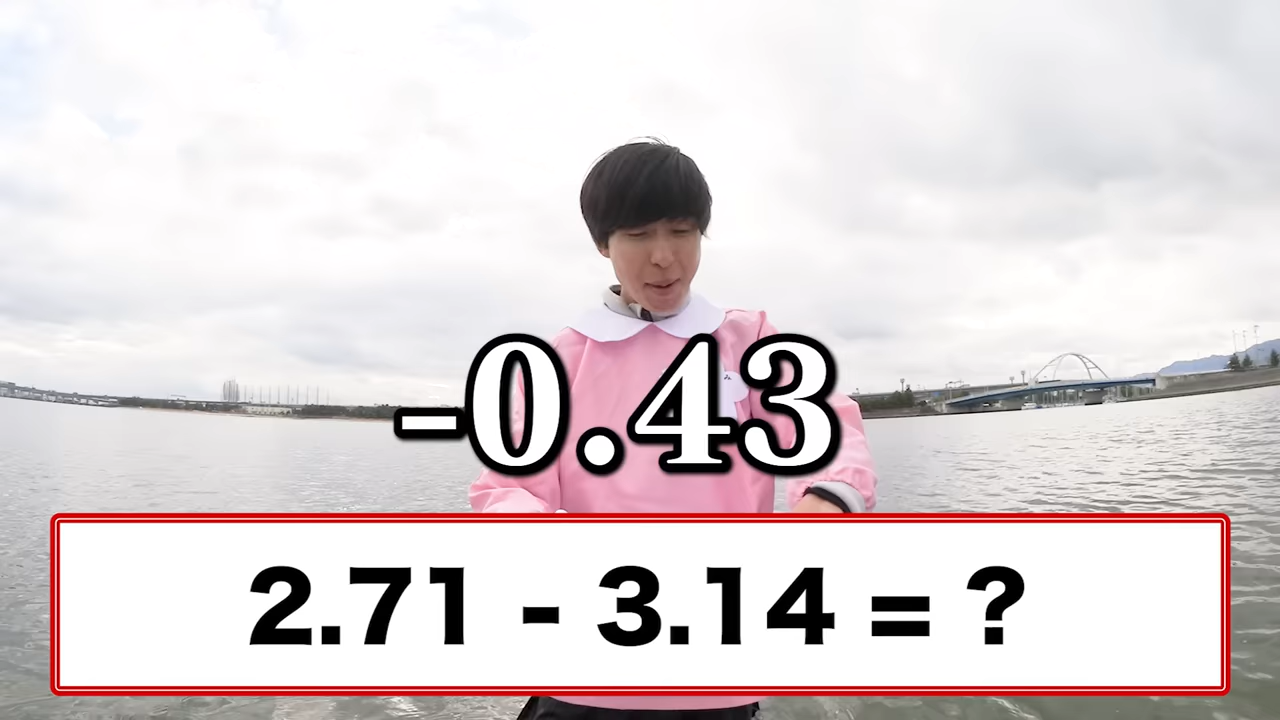 -0.43
2.71 - 3.14 = ?